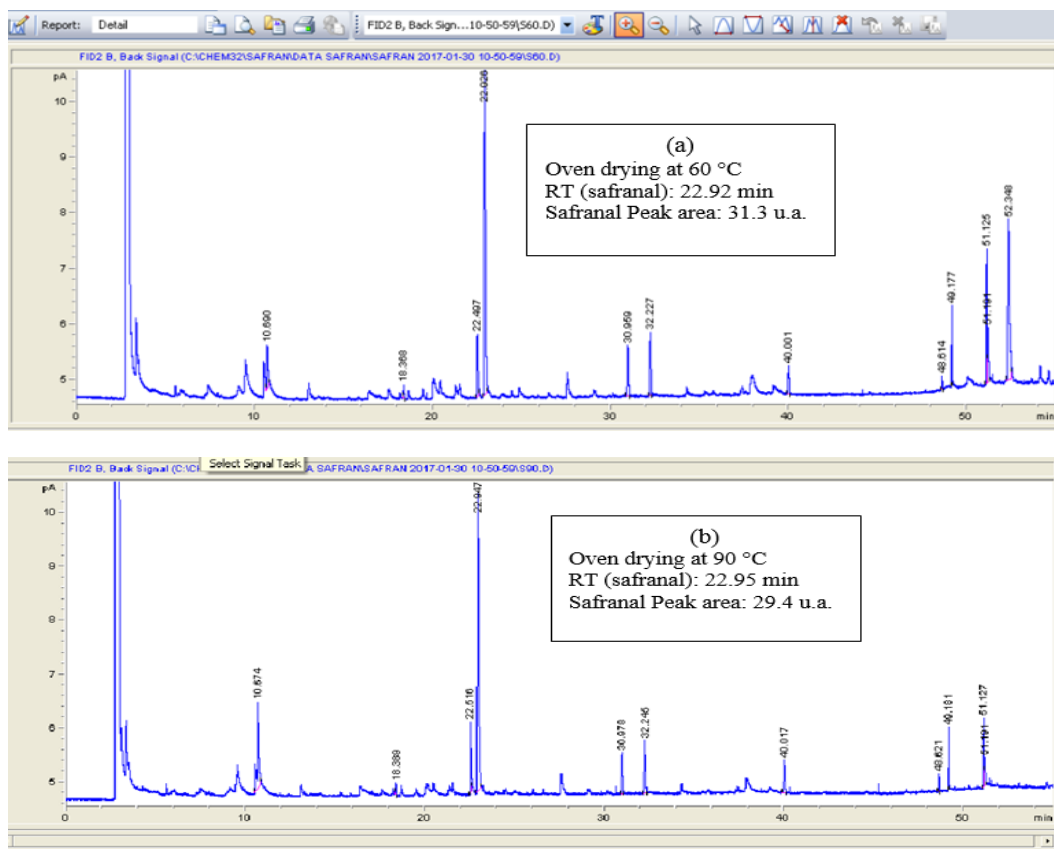 Report: Detail FID2 B, Back Sign...10-50-59\S60.D)
FID2 B, Back Signal (C:\CHEM32\SAFRAN\DATA SAFRAN\SAFRAN 2017-01-30 10-50-59\S60.D)
pA
10
9
8
7
6
5
10.690
18.368
22.497
22.026
30.959
32.227
40.001
48.614
49.177
51.125
51.191
52.348
(a)
Oven drying at 60 °C
RT (safranal): 22.92 min
Safranal Peak area: 31.3 u.a.
0 10 20 30 40 50 min
FID2 B, Back Signal (C:\CH Select Signal Task A SAFRAN\SAFRAN 2017-01-30 10-50-59\S90.D)
pA
10
9
8
7
6
5
10.674
18.389
22.516
22.947
30.978
32.246
40.017
48.621
49.181
51.127
51.191
(b)
Oven drying at 90 °C
RT (safranal): 22.95 min
Safranal Peak area: 29.4 u.a.
0 10 20 30 40 50 min